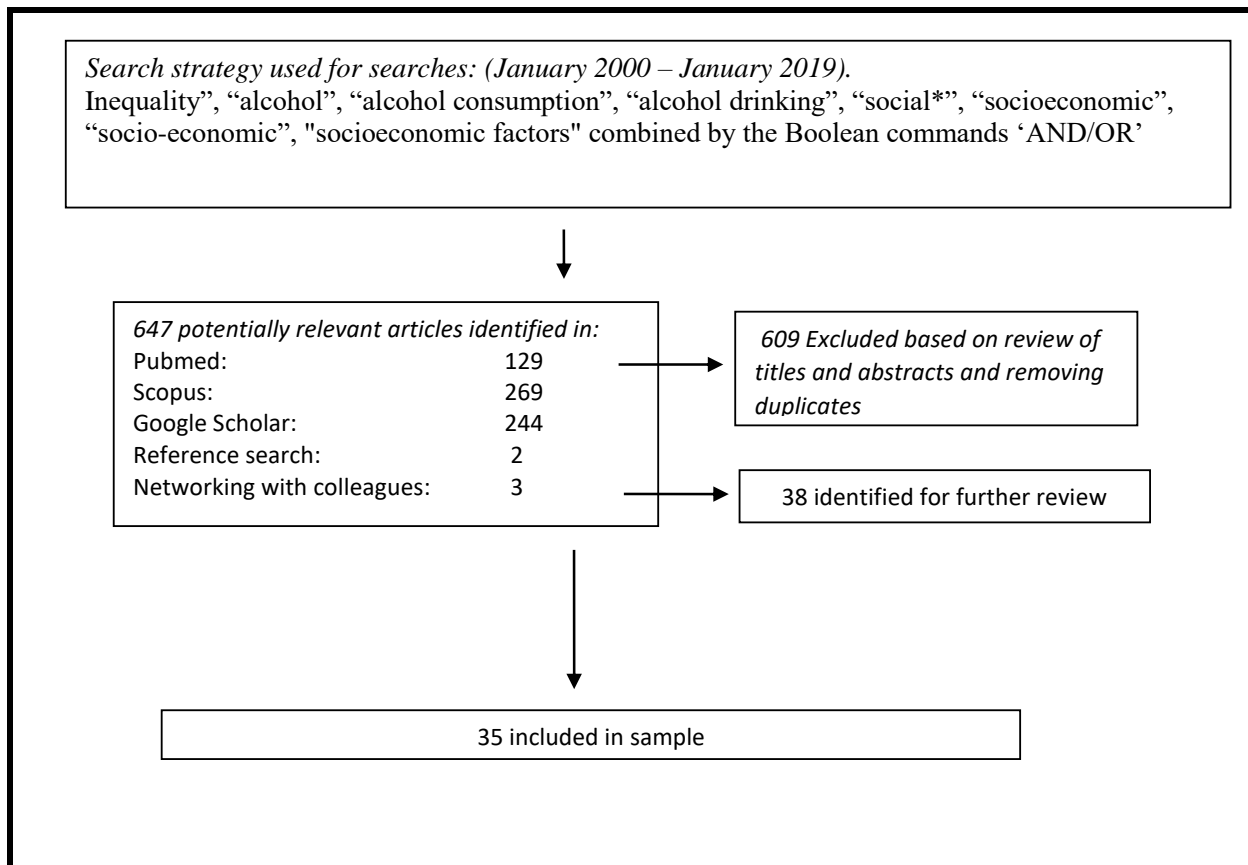 Search strategy used for searches: (January 2000 – January 2019).
Inequality”, “alcohol”, “alcohol consumption”, “alcohol drinking”, “social*”, “socioeconomic”,
“socio-economic”, "socioeconomic factors" combined by the Boolean commands ‘AND/OR’
647 potentially relevant articles identified in:
Pubmed: 129
Scopus: 269
Google Scholar: 244
Reference search: 2
Networking with colleagues: 3
609 Excluded based on review of
titles and abstracts and removing
duplicates
38 identified for further review
35 included in sample